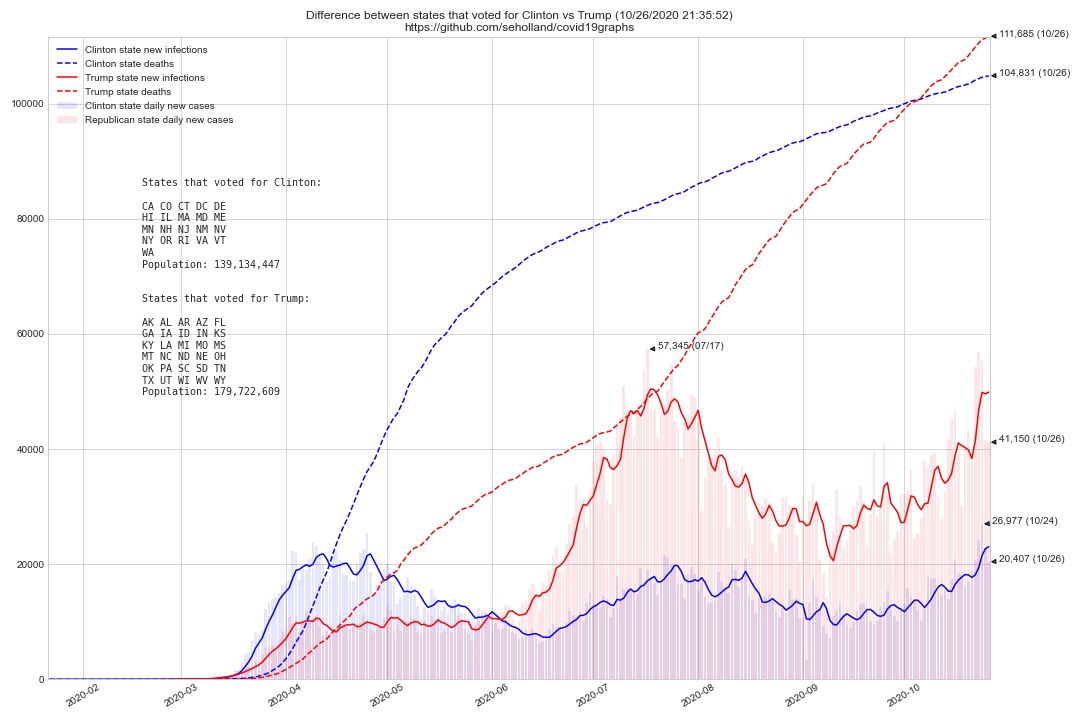 Difference between states that voted for Clinton vs Trump (10/26/2020 21:35:52)
https://github.com/seholland/covid19graphs
Clinton state new infections
Clinton state deaths
Trump state new infections
Trump state deaths
Clinton state daily new cases
Republican state daily new cases
111,685 (10/26)
104,831 (10/26)
100000
States that voted for Clinton:
CA CO CT DC DE
HI IL MA MD ME
MN NH NJ NM NV
NY OR RI VA VT
WA
Population: 139,134,447
80000
States that voted for Trump:
AK AL AR AZ FL
GA IA ID IN KS
KY LA MI MO MS
MT NC ND NE OH
OK PA SC SD TN
TX UT WI WV WY
Population: 179,722,609
60000
57,345 (07/17)
40000
41,150 (10/26)
26,977 (10/24)
20000
20,407 (10/26)
0
2020-02
2020-03
2020-04
2020-05
2020-06
2020-07
2020-08
2020-09
2020-10